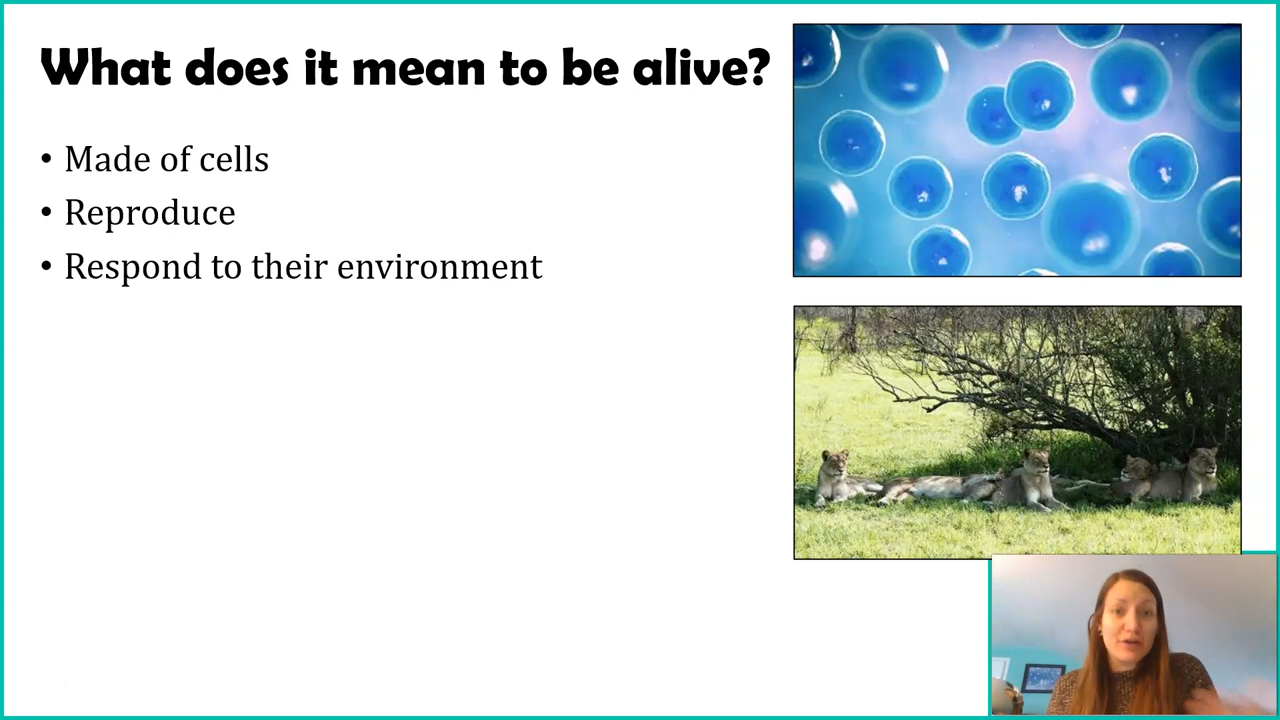 What does it mean to be alive?
• Made of cells
• Reproduce
• Respond to their environment